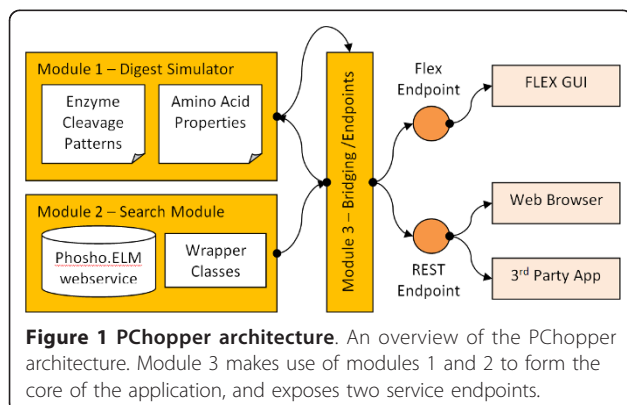 Module 1 – Digest Simulator
Enzyme
Cleavage
Patterns
Amino Acid
Properties
Module 2 – Search Module
Phosho.ELM
webservice
Wrapper
Classes
Module 3 – Bridging /Endpoints
Flex
Endpoint
REST
Endpoint
FLEX GUI
Web Browser
3rd Party App
Figure 1 PChopper architecture. An overview of the PChopper
architecture. Module 3 makes use of modules 1 and 2 to form the
core of the application, and exposes two service endpoints.